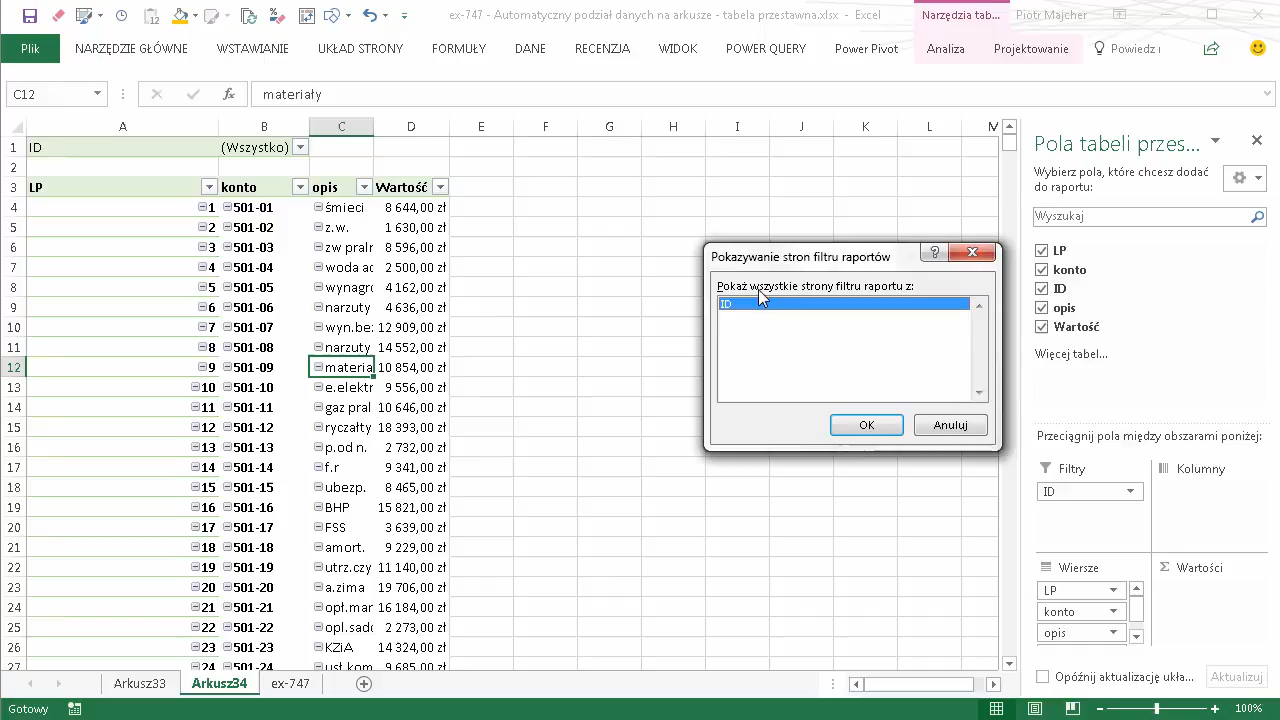 ex-747 - Automatyczny podział danych na arkusze - tabela przestawna.xlsx - Excel
Narzędzia tab...
Piotr Majcher
Plik
NARZĘDZIE GŁÓWNE
WSTAWIANIE
UKŁAD STRONY
FORMUŁY
DANE
RECENZJA
WIDOK
POWER QUERY
Power Pivot
Analiza
Projektowanie
Powiedz
C12
fx
materiały
A B C D E F G H I J K L M
1 ID (Wszystko)
2
3 LP konto opis Wartość
4 1 501-01 śmieci 8 644,00 zł
5 2 501-02 z.w. 1 630,00 zł
6 3 501-03 zw praln 8 596,00 zł
7 4 501-04 woda ad 2 500,00 zł
8 5 501-05 wynagro 4 162,00 zł
9 6 501-06 narzuty 4 636,00 zł
10 7 501-07 wyn.be 12 909,00 zł
11 8 501-08 narzuty 14 552,00 zł
12 9 501-09 materia 10 854,00 zł
13 10 501-10 e.elektr 9 556,00 zł
14 11 501-11 gaz pral 10 646,00 zł
15 12 501-12 ryczałty 18 393,00 zł
16 13 501-13 p.od n. 2 732,00 zł
17 14 501-14 f.r 9 341,00 zł
18 15 501-15 ubezp. 8 465,00 zł
19 16 501-16 BHP 15 821,00 zł
20 17 501-17 FSS 3 639,00 zł
21 18 501-18 amort. 9 229,00 zł
22 19 501-19 utrz.czy 11 140,00 zł
23 20 501-20 a.zima 19 706,00 zł
24 21 501-21 opł.mar 16 184,00 zł
25 22 501-22 opl.sado 2 273,00 zł
26 23 501-23 KZIA 14 324,00 zł
27 24 501-24 usł.kom 9 685,00 zł
Pokazywanie stron filtru raportów
Pokaż wszystkie strony filtru raportu z:
ID
OK
Anuluj
Pola tabeli przes...
Wybierz pola, które chcesz dodać
do raportu:
Wyszukaj
LP
konto
ID
opis
Wartość
Więcej tabel...
Przeciągnij pola między obszarami poniżej:
Filtry
Kolumny
ID
Wiersze
Wartości
LP
konto
opis
Opóźnij aktualizację ukła...
Aktualizuj
Arkusz33
Arkusz34
ex-747
Gotowy
100%